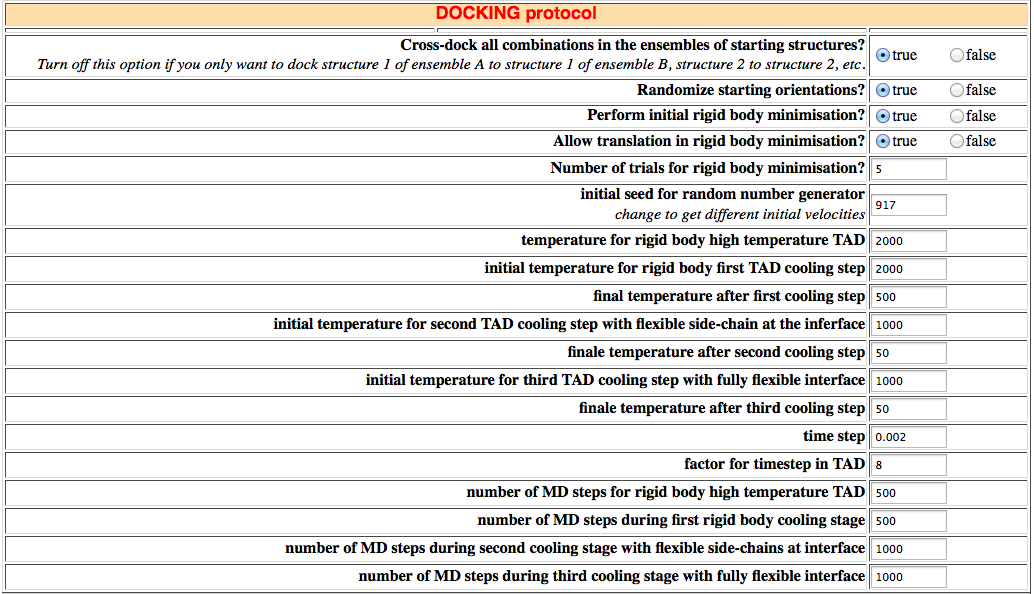 DOCKING protocol
Cross-dock all combinations in the ensembles of starting structures? true false
Turn off this option if you only want to dock structure 1 of ensemble A to structure 1 of ensemble B, structure 2 to structure 2, etc.
Randomize starting orientations? true false
Perform initial rigid body minimisation? true false
Allow translation in rigid body minimisation? true false
Number of trials for rigid body minimisation? 5
initial seed for random number generator
change to get different initial velocities 917
temperature for rigid body high temperature TAD 2000
initial temperature for rigid body first TAD cooling step 2000
final temperature after first cooling step 500
initial temperature for second TAD cooling step with flexible side-chain at the inferface 1000
finale temperature after second cooling step 50
initial temperature for third TAD cooling step with fully flexible interface 1000
finale temperature after third cooling step 50
time step 0.002
factor for timestep in TAD 8
number of MD steps for rigid body high temperature TAD 500
number of MD steps during first rigid body cooling stage 500
number of MD steps during second cooling stage with flexible side-chains at interface 1000
number of MD steps during third cooling stage with fully flexible interface 1000